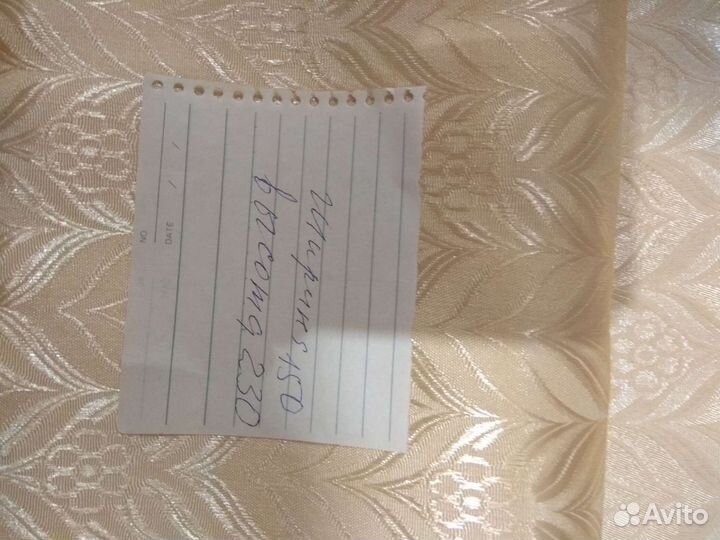 NO.
DATE
Ширина 150
высота 230
Avito